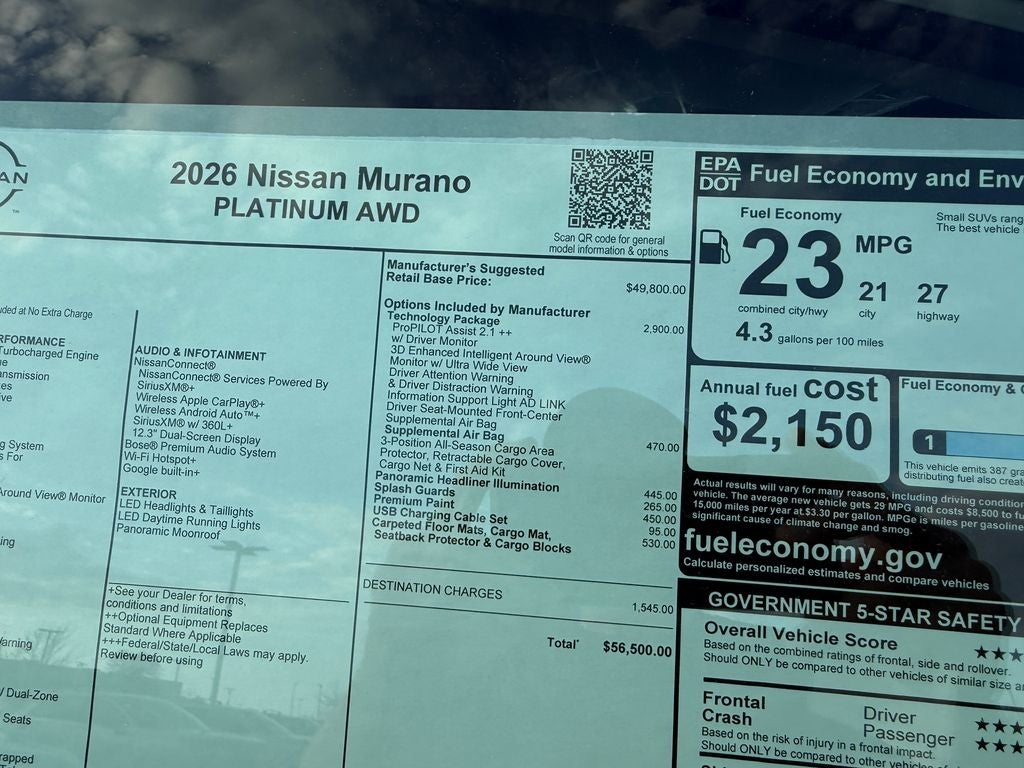 AN
2026 Nissan Murano
PLATINUM AWD
Scan QR code for general
model information & options
at No Extra Charge
Turbocharged Engine
System
For
Around View® Monitor
Dual-Zone
Seats
AUDIO & INFOTAINMENT
NissanConnect®
NissanConnect® Services Powered By
SiriusXM®+
Wireless Apple CarPlay®+
Wireless Android Auto™+
SiriusXM® w/ 360L+
12.3" Dual-Screen Display
Bose® Premium Audio System
Wi-Fi Hotspot+
Google built-in+
EXTERIOR
LED Headlights & Taillights
LED Daytime Running Lights
Panoramic Moonroof
+See your Dealer for terms,
conditions and limitations
++Optional Equipment Replaces
Standard Where Applicable
+++Federal/State/Local Laws may apply.
Review before using
Manufacturer's Suggested
Retail Base Price: $49,800.00
Options Included by Manufacturer
Technology Package 2,900.00
ProPILOT Assist 2.1 ++
w/ Driver Monitor
3D Enhanced Intelligent Around View®
Monitor w/ Ultra Wide View
Driver Attention Warning
& Driver Distraction Warning
Information Support Light AD LINK
Driver Seat-Mounted Front-Center
Supplemental Air Bag
Supplemental Air Bag
3-Position All-Season Cargo Area 470.00
Protector, Retractable Cargo Cover,
Cargo Net & First Aid Kit
Panoramic Headliner Illumination 445.00
Splash Guards 265.00
Premium Paint 450.00
USB Charging Cable Set 95.00
Carpeted Floor Mats, Cargo Mat, 530.00
Seatback Protector & Cargo Blocks
DESTINATION CHARGES 1,545.00
Total* $56,500.00
EPA
DOT Fuel Economy and Env
Fuel Economy
23 MPG
21 27
combined city/hwy city highway
4.3 gallons per 100 miles
Small SUVs rang
The best vehicle
Annual fuel cost
$2,150
Fuel Economy &
1
This vehicle emits 387 gra
distributing fuel also create
Actual results will vary for many reasons, including driving condition
vehicle. The average new vehicle gets 29 MPG and costs $8,500 to fu
15,000 miles per year at $3.30 per gallon. MPGe is miles per gasoline
significant cause of climate change and smog.
fueleconomy.gov
Calculate personalized estimates and compare vehicles
GOVERNMENT 5-STAR SAFETY
Overall Vehicle Score ★★★
Based on the combined ratings of frontal, side and rollover.
Should ONLY be compared to other vehicles of similar size a
Frontal Driver ★★★
Crash Passenger ★★★
Based on the risk of injury in a frontal impact.
Should ONLY be compared to other vehicles of